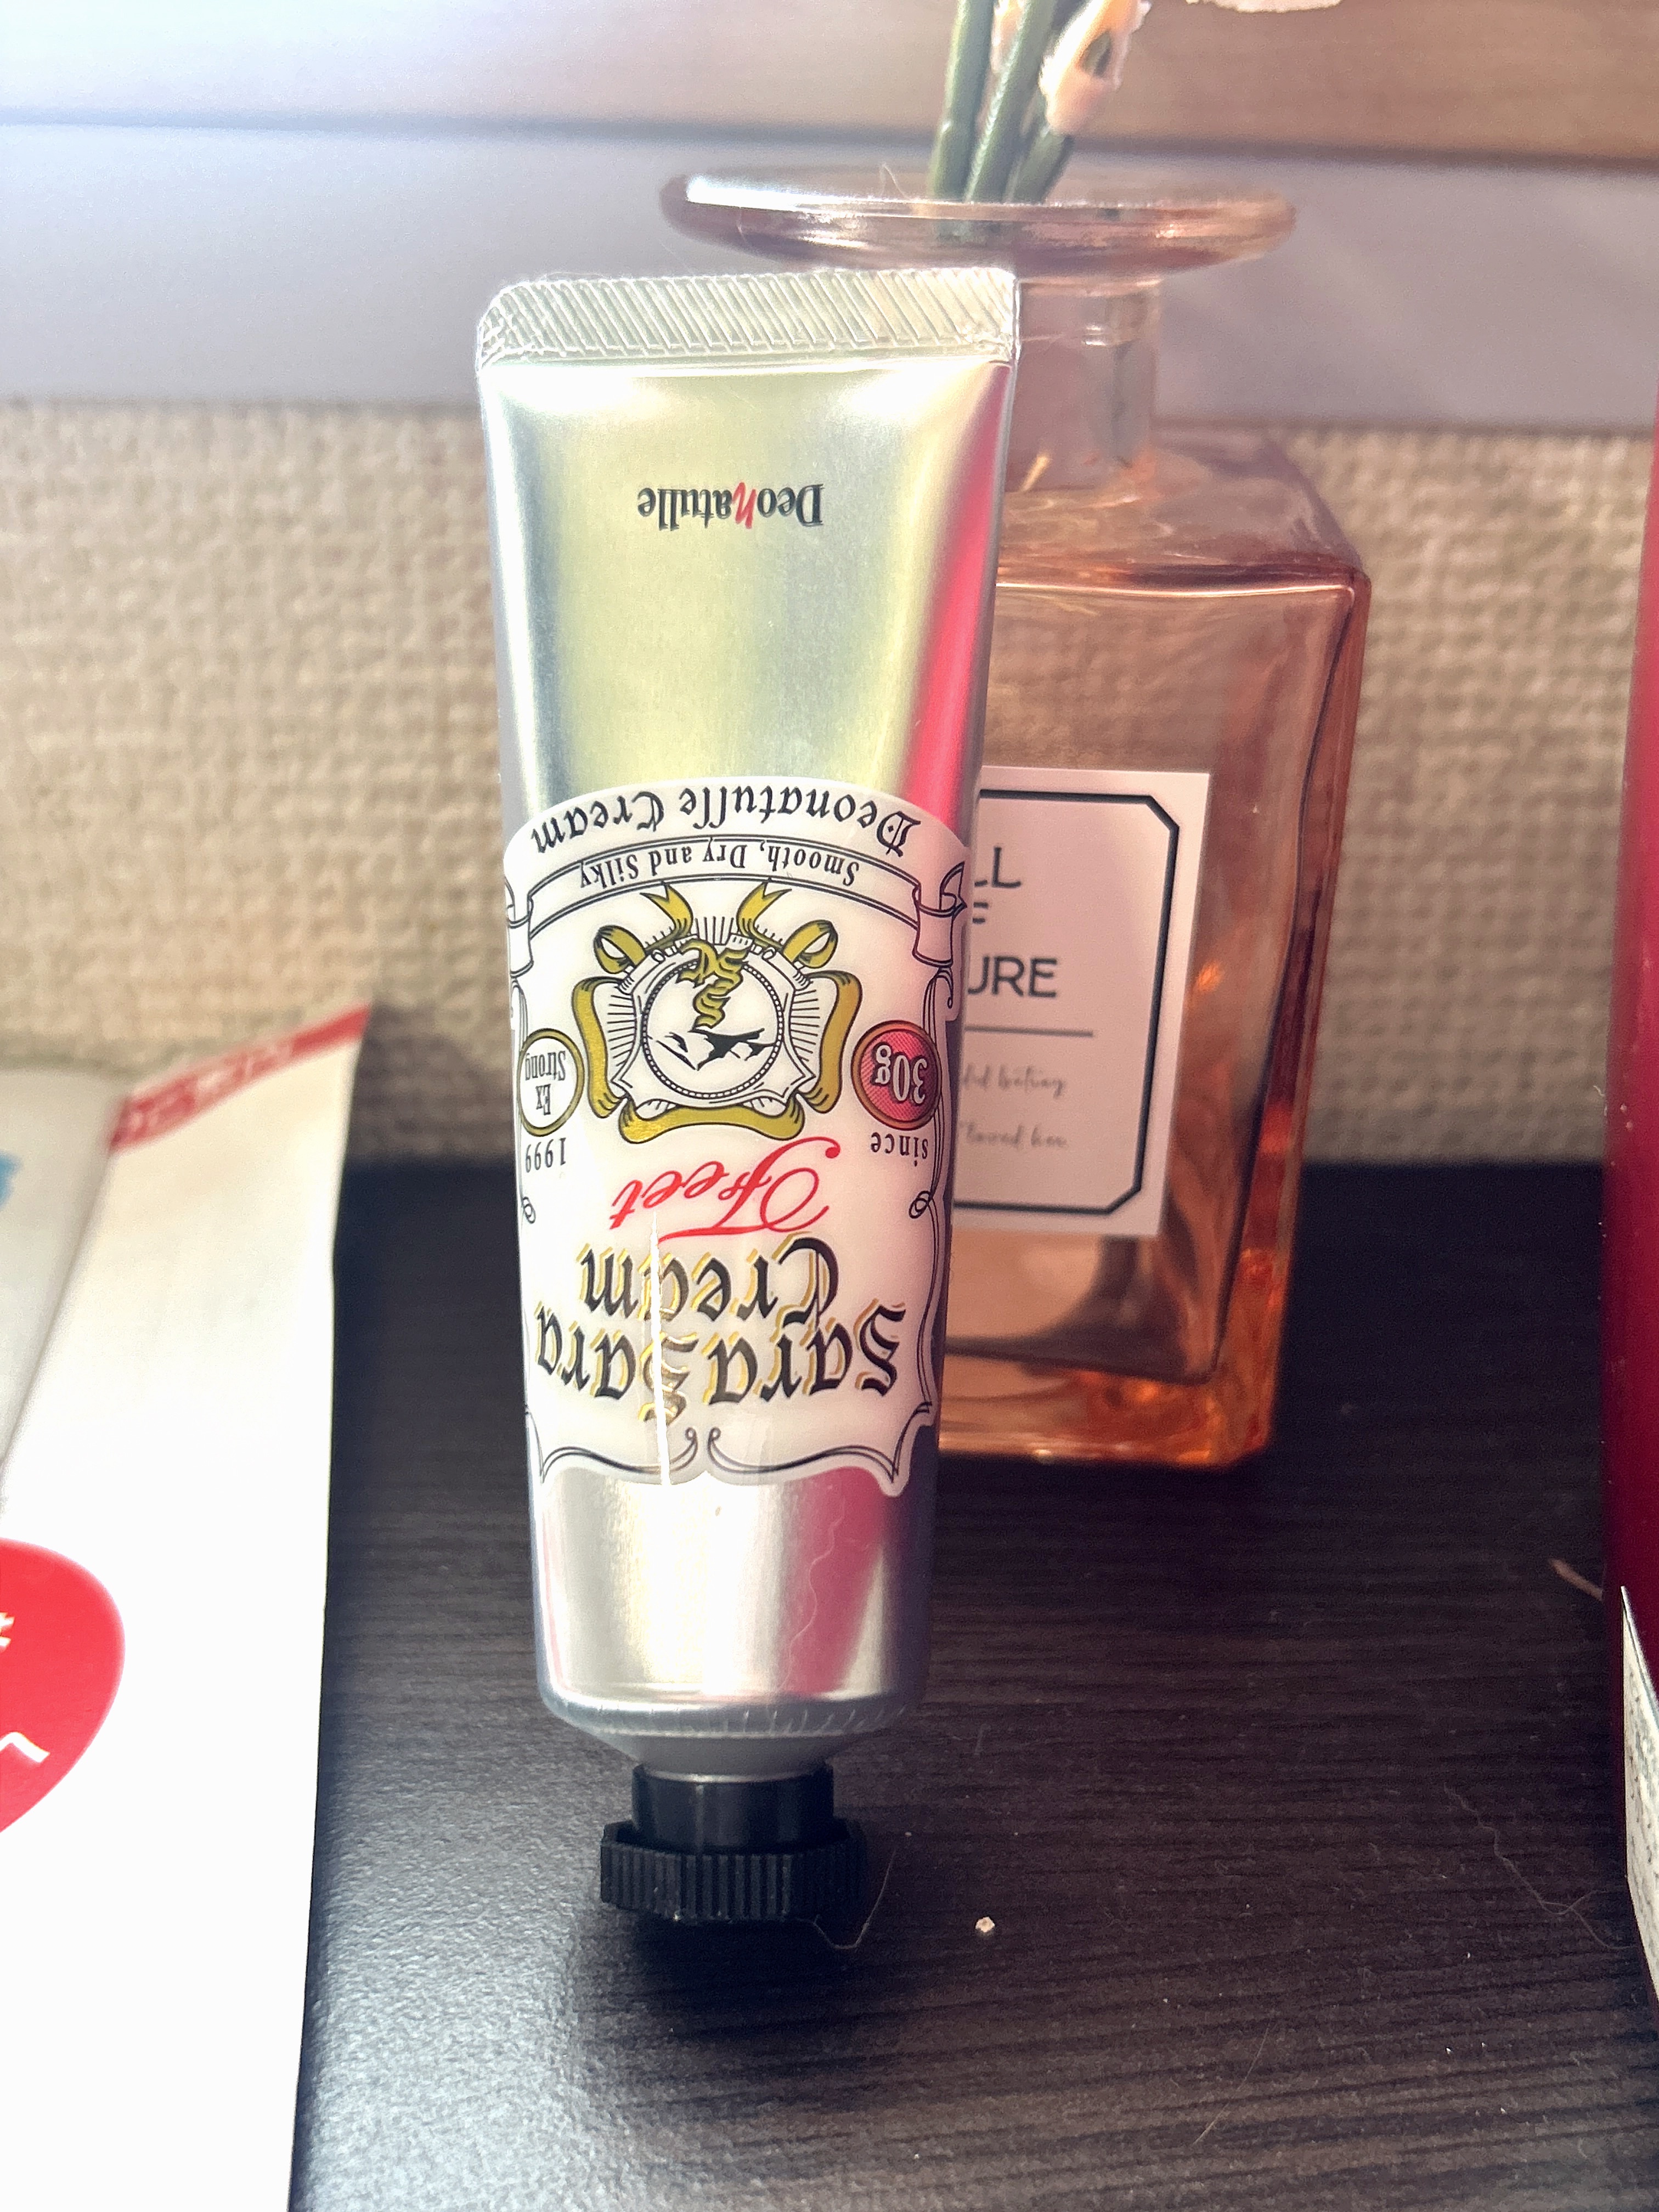 Deonatulle
Deonatulle Cream
Smooth, Dry and Silky
30g
Ex
Strong
since
1999
Feet
Sara Sara
Cream
URE